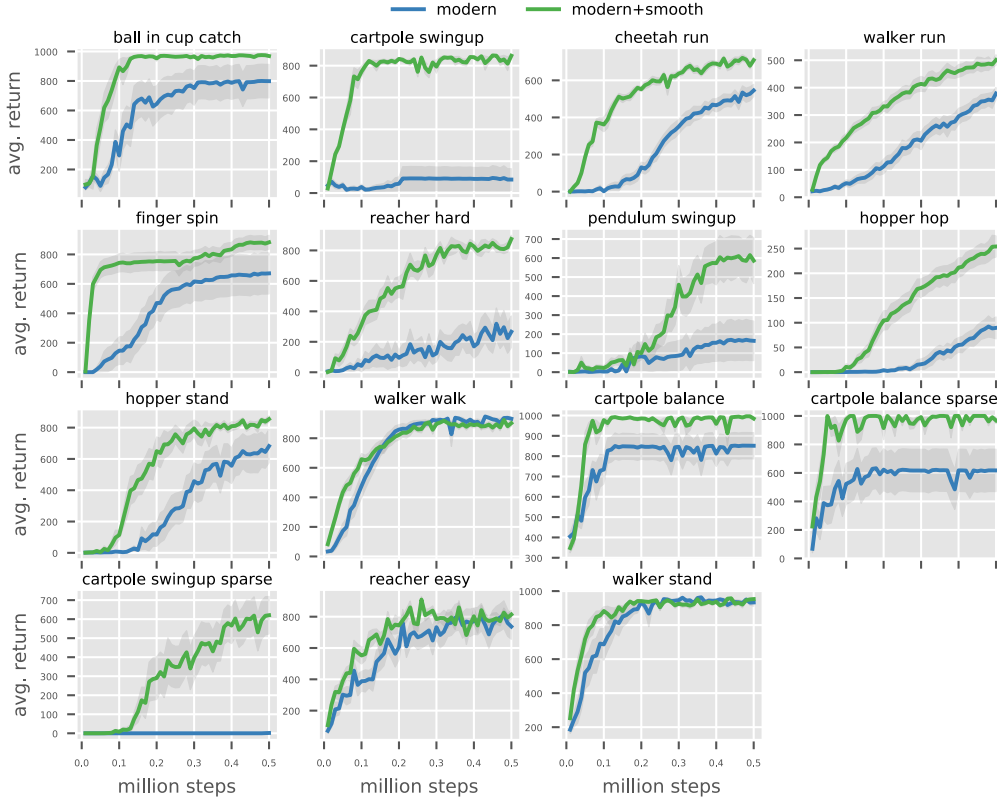 modern modern+smooth
ball in cup catch cartpole swingup cheetah run walker run
avg. return
1000 800 600 400 200
1000 800 600 400 200 0
600 400 200 0
500 400 300 200 100 0
finger spin reacher hard pendulum swingup hopper hop
avg. return
800 600 400 200 0
800 600 400 200 0
700 600 500 400 300 200 100 0
250 200 150 100 50 0
hopper stand walker walk cartpole balance cartpole balance sparse
avg. return
800 600 400 200 0
800 600 400 200 0
1000 900 800 700 600 500 400 300
1000 800 600 400 200 0
cartpole swingup sparse reacher easy walker stand
avg. return
700 600 500 400 300 200 100 0
800 600 400 200
1000 800 600 400 200
0.0 0.1 0.2 0.3 0.4 0.5 0.0 0.1 0.2 0.3 0.4 0.5 0.0 0.1 0.2 0.3 0.4 0.5
million steps million steps million steps